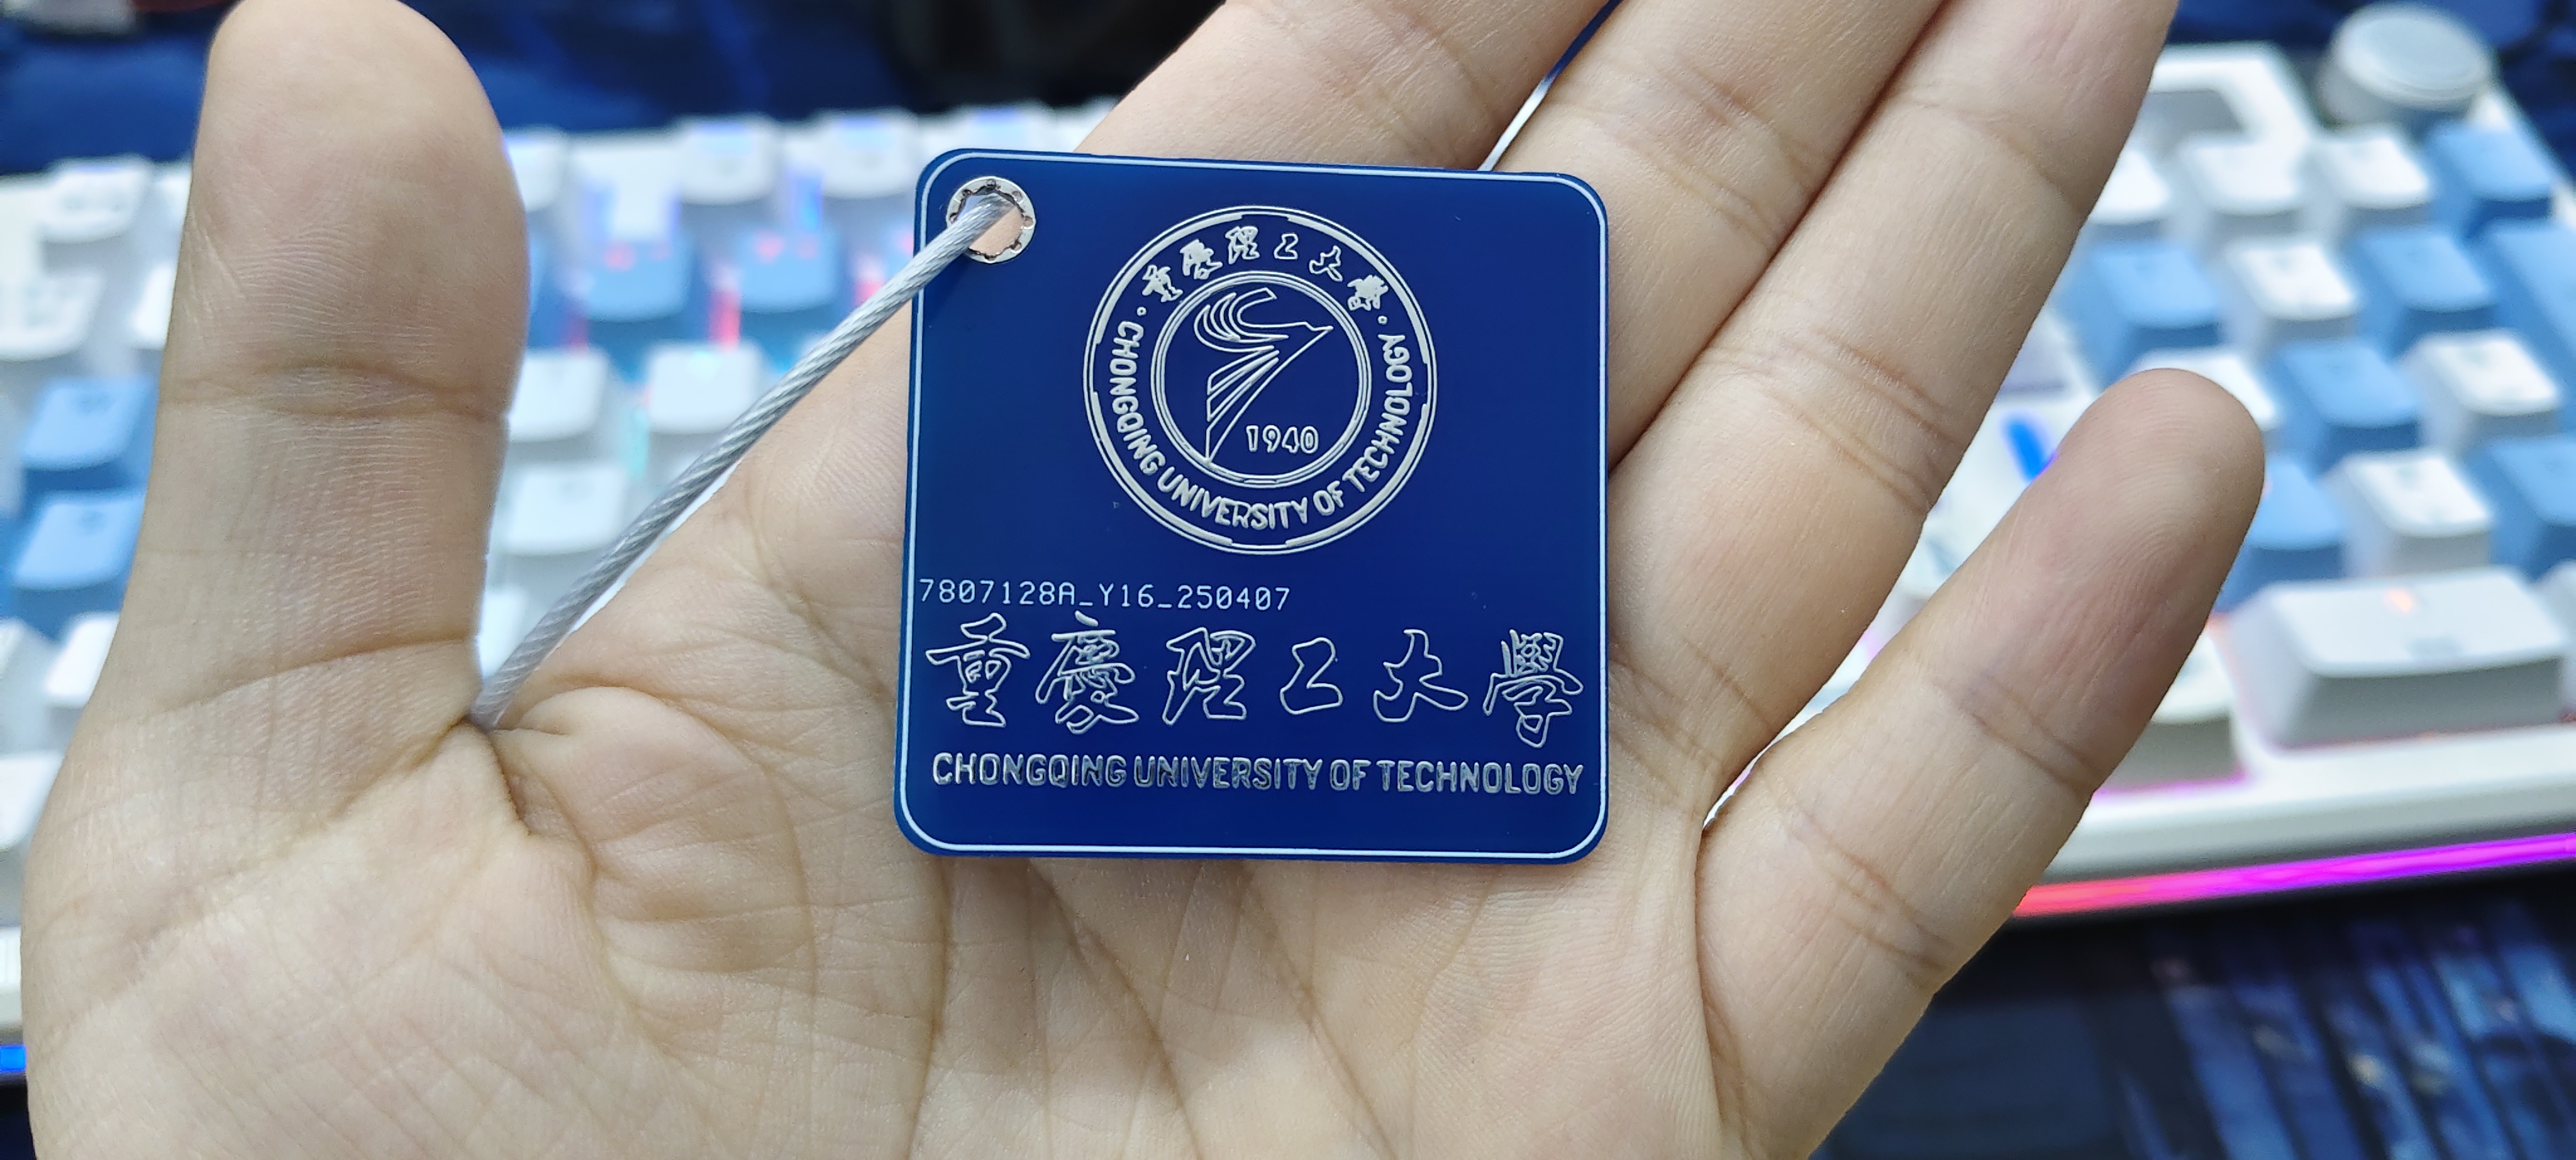 重慶理工大學
CHONGQING UNIVERSITY OF TECHNOLOGY
1940
7807128A_Y16_250407
重慶理工大學
CHONGQING UNIVERSITY OF TECHNOLOGY